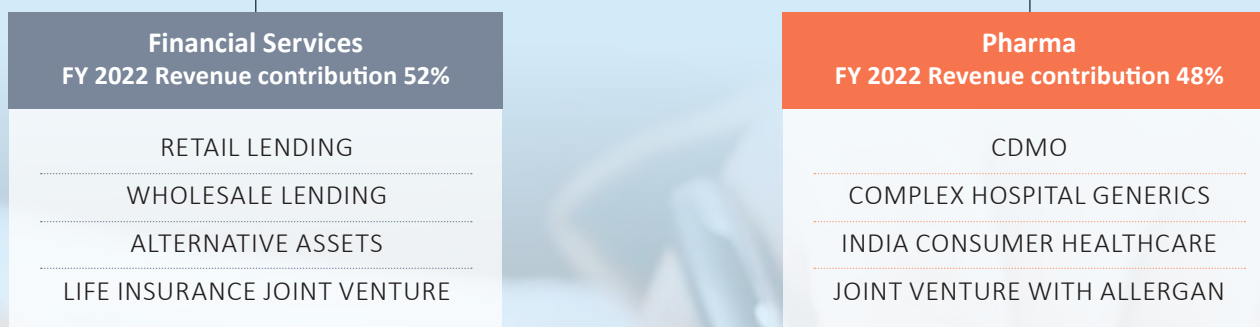 Financial Services
FY 2022 Revenue contribution 52%
RETAIL LENDING
WHOLESALE LENDING
ALTERNATIVE ASSETS
LIFE INSURANCE JOINT VENTURE
Pharma
FY 2022 Revenue contribution 48%
CDMO
COMPLEX HOSPITAL GENERICS
INDIA CONSUMER HEALTHCARE
JOINT VENTURE WITH ALLERGAN